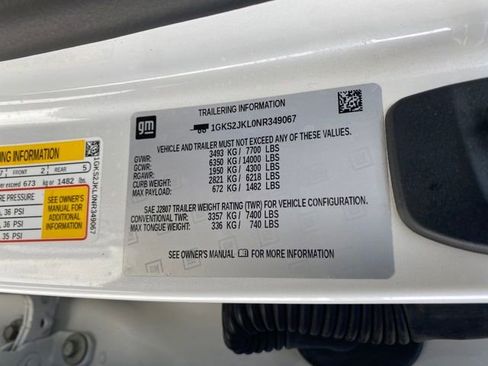 TRAILERING INFORMATION
gm
1GKS2JKL0NR349067
VEHICLE AND TRAILER MUST NOT EXCEED ANY OF THESE WEIGHTS:
GVWR: 3493 KG / 7700 LBS
GCWR: 6350 KG / 14000 LBS
RGAWR: 1950 KG / 4300 LBS
CURB WEIGHT: 2821 KG / 6218 LBS
MAX PAYLOAD: 672 KG / 1482 LBS
SAE J2807 TRAILER WEIGHT RATING (TWR) FOR VEHICLE CONFIGURATION.
CONVENTIONAL TWR: 3357 KG / 7400 LBS
MAX TONGUE WEIGHT: 336 KG / 740 LBS
SEE OWNER'S MANUAL FOR MORE INFORMATION
ERING INFORMATION
2 REAR 5
exceed 673 kg or 1482 lbs.
E PRESSURE
, 36 PSI
, 36 PSI
35 PSI
SEE OWNER'S
MANUAL FOR
ADDITIONAL
INFORMATION
1GKS2JKL0NR349067